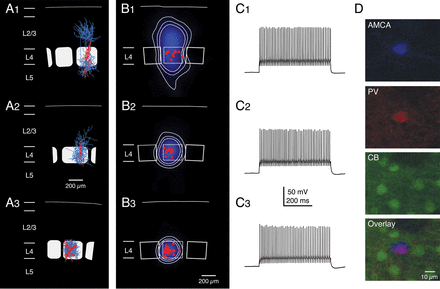 A1
L2/3
L4
L5
A2
L2/3
L4
L5
200 µm
A3
L2/3
L4
L5
B1
L4
B2
L4
B3
L4
200 µm
C1
C2
50 mV
200 ms
C3
D
AMCA
PV
CB
Overlay
10 µm